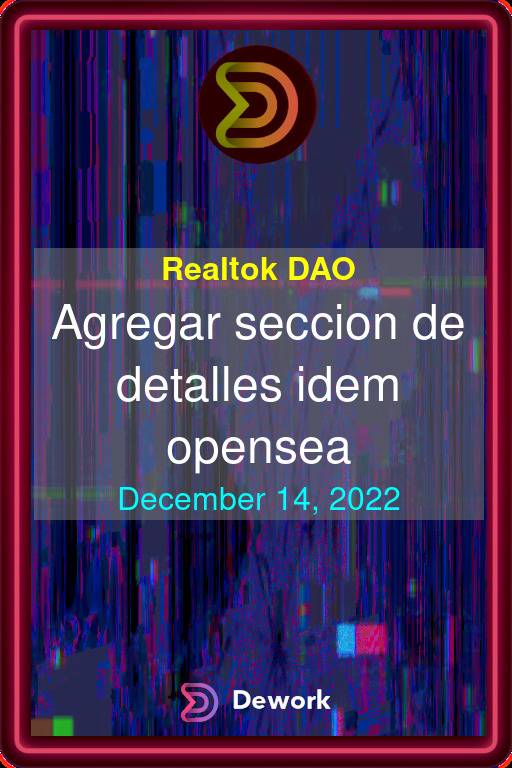 Realtok DAO
Agregar seccion de
detalles idem
opensea
December 14, 2022
Dework